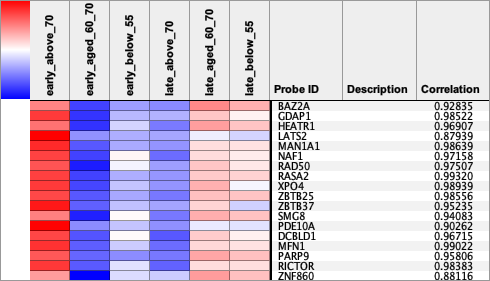 early_above_70
early_aged_60_70
early_below_55
late_above_70
late_aged_60_70
late_below_55
Probe ID Description Correlation
BAZ2A 0.92835
GDAP1 0.98522
HEATR1 0.96907
LATS2 0.87939
MAN1A1 0.98639
NAF1 0.97158
RAD50 0.97507
RASA2 0.99320
XPO4 0.98939
ZBTB25 0.98556
ZBTB37 0.95235
SMG8 0.94083
PDE10A 0.90262
DCBLD1 0.96715
MFN1 0.99022
PARP9 0.95806
RICTOR 0.98383
ZNF860 0.88116